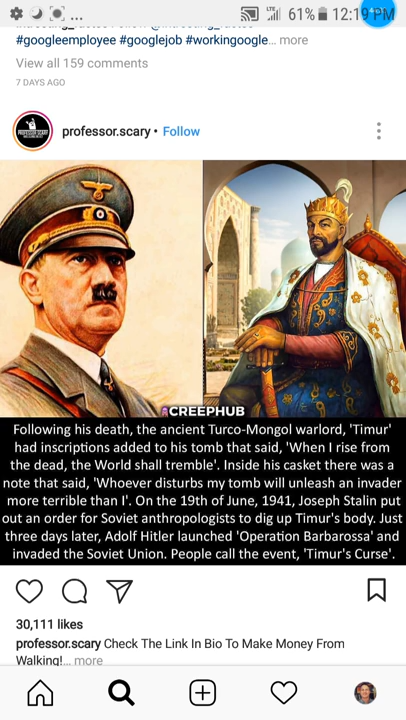 61% 12:19 PM
#googleemployee #googlejob #workingoogle... more
View all 159 comments
7 DAYS AGO
PROFESSOR SCARY
professor.scary • Follow
CREEPHUB
Following his death, the ancient Turco-Mongol warlord, 'Timur'
had inscriptions added to his tomb that said, 'When I rise from
the dead, the World shall tremble'. Inside his casket there was a
note that said, 'Whoever disturbs my tomb will unleash an invader
more terrible than I'. On the 19th of June, 1941, Joseph Stalin put
out an order for Soviet anthropologists to dig up Timur's body. Just
three days later, Adolf Hitler launched 'Operation Barbarossa' and
invaded the Soviet Union. People call the event, 'Timur's Curse'.
30,111 likes
professor.scary Check The Link In Bio To Make Money From
Walking!... more